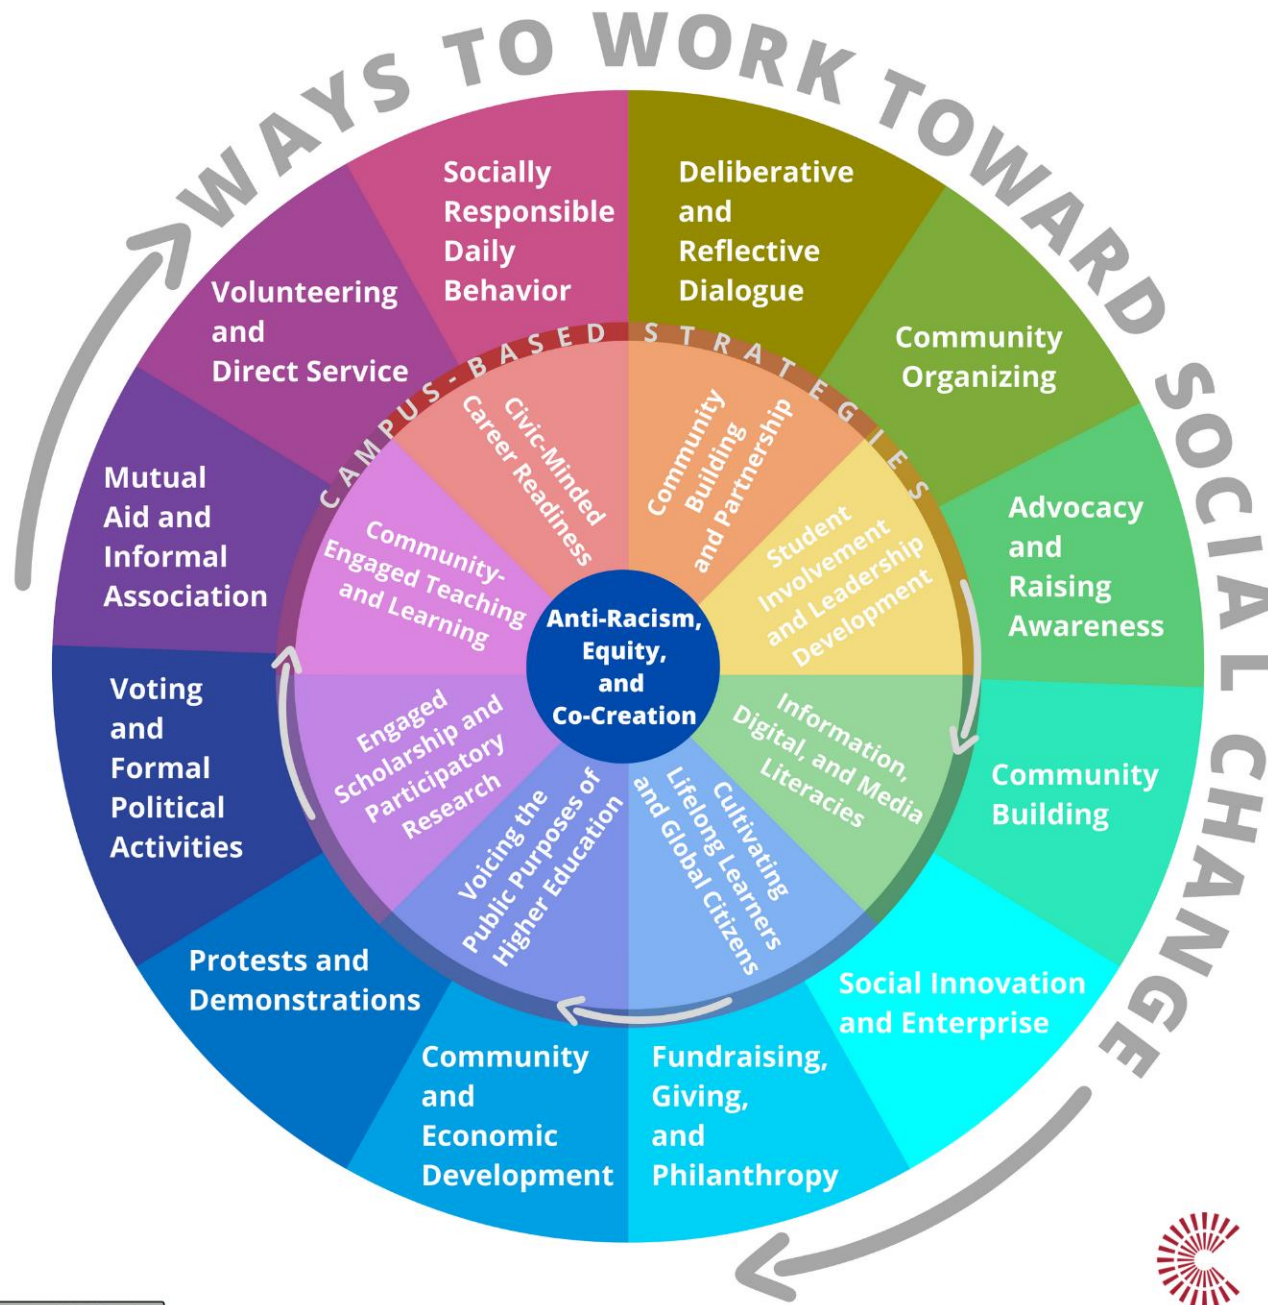 WAYS TO WORK TOWARD SOCIAL CHANGE
Socially
Responsible
Daily
Behavior
Deliberative
and
Reflective
Dialogue
Community
Organizing
Advocacy
and
Raising
Awareness
Community
Building
Social Innovation
and Enterprise
Fundraising,
Giving,
and
Philanthropy
Community
and
Economic
Development
Protests and
Demonstrations
Voting
and
Formal
Political
Activities
Mutual
Aid and
Informal
Association
Volunteering
and
Direct Service
CAMPUS-BASED STRATEGIES
Civic-Minded
Career Readiness
Community
Building
and Partnership
Student
Involvement
and Leadership
Development
Information,
Digital, and Media
Literacies
Cultivating
Lifelong Learners
and Global Citizens
Voicing the
Public Purposes of
Higher Education
Engaged
Scholarship and
Participatory
Research
Community-
Engaged Teaching
and Learning
Anti-Racism,
Equity,
and
Co-Creation